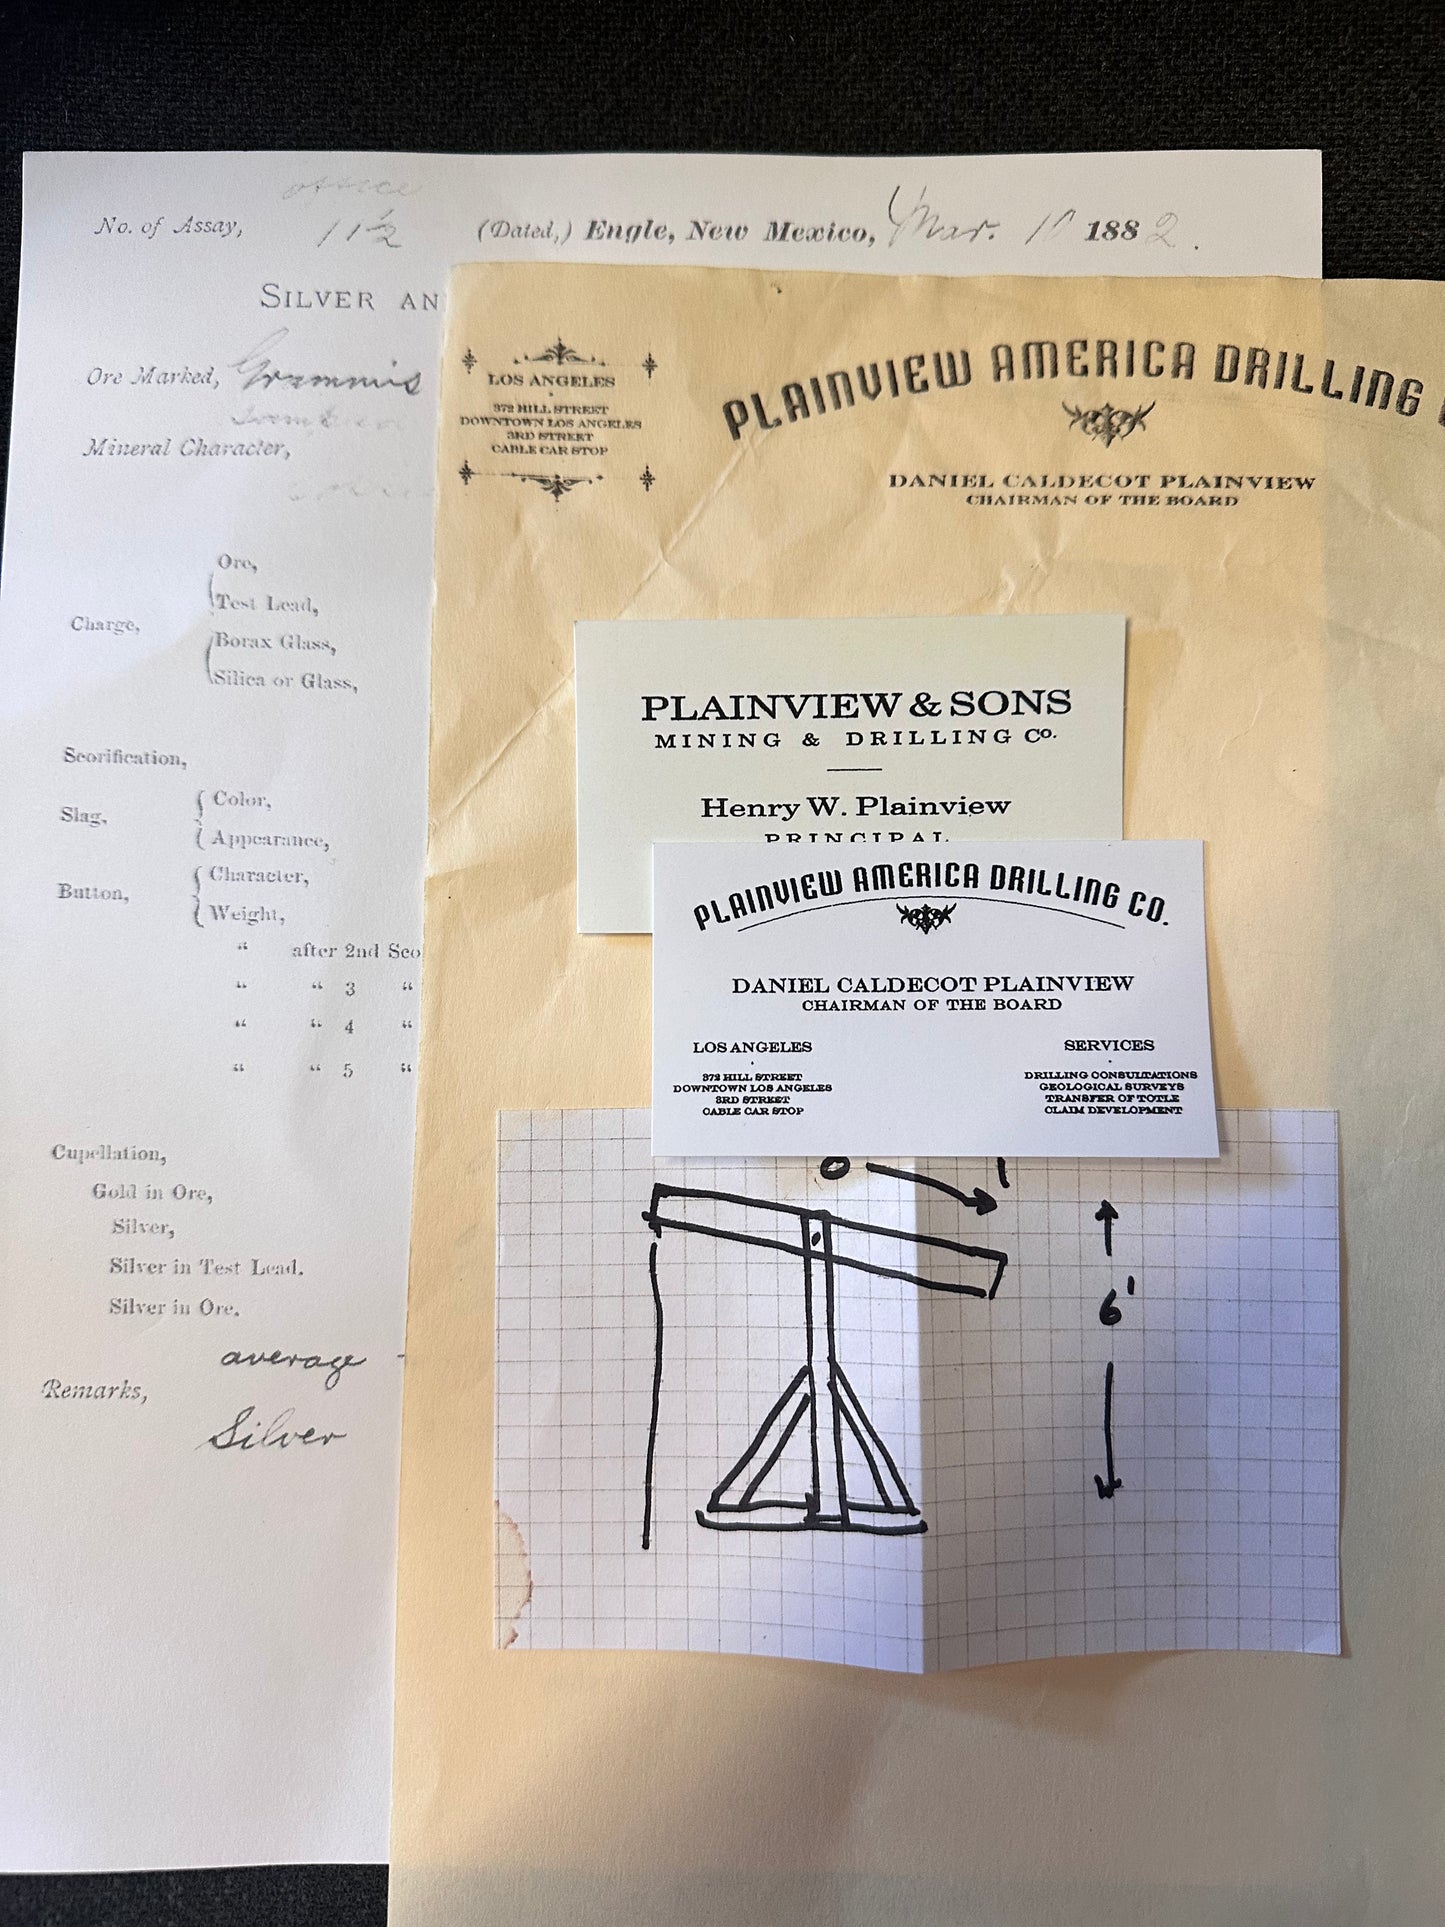 office
No. of Assay, 11½ (Dated,) Engle, New Mexico, Mar. 10 1882.
SILVER AN
Ore Marked, Grammis
Mineral Character,
Charge,
Ore,
Test Lead,
Borax Glass,
Silica or Glass,
Scorification,
Slag,
Color,
Appearance,
Button,
Character,
Weight,
“ after 2nd Sco
“ “ 3 “
“ “ 4 “
“ “ 5 “
Cupellation,
Gold in Ore,
Silver,
Silver in Test Lead.
Silver in Ore.
average
Remarks,
Silver
LOS ANGELES
372 HILL STREET
DOWNTOWN LOS ANGELES
3RD STREET
CABLE CAR STOP
PLAINVIEW AMERICA DRILLING
DANIEL CALDECOT PLAINVIEW
CHAIRMAN OF THE BOARD
PLAINVIEW & SONS
MINING & DRILLING Co.
Henry W. Plainview
PRINCIPAL
PLAINVIEW AMERICA DRILLING CO.
DANIEL CALDECOT PLAINVIEW
CHAIRMAN OF THE BOARD
LOS ANGELES
372 HILL STREET
DOWNTOWN LOS ANGELES
3RD STREET
CABLE CAR STOP
SERVICES
DRILLING CONSULTATIONS
GEOLOGICAL SURVEYS
TRANSFER OF TOTLE
CLAIM DEVELOPMENT
6'